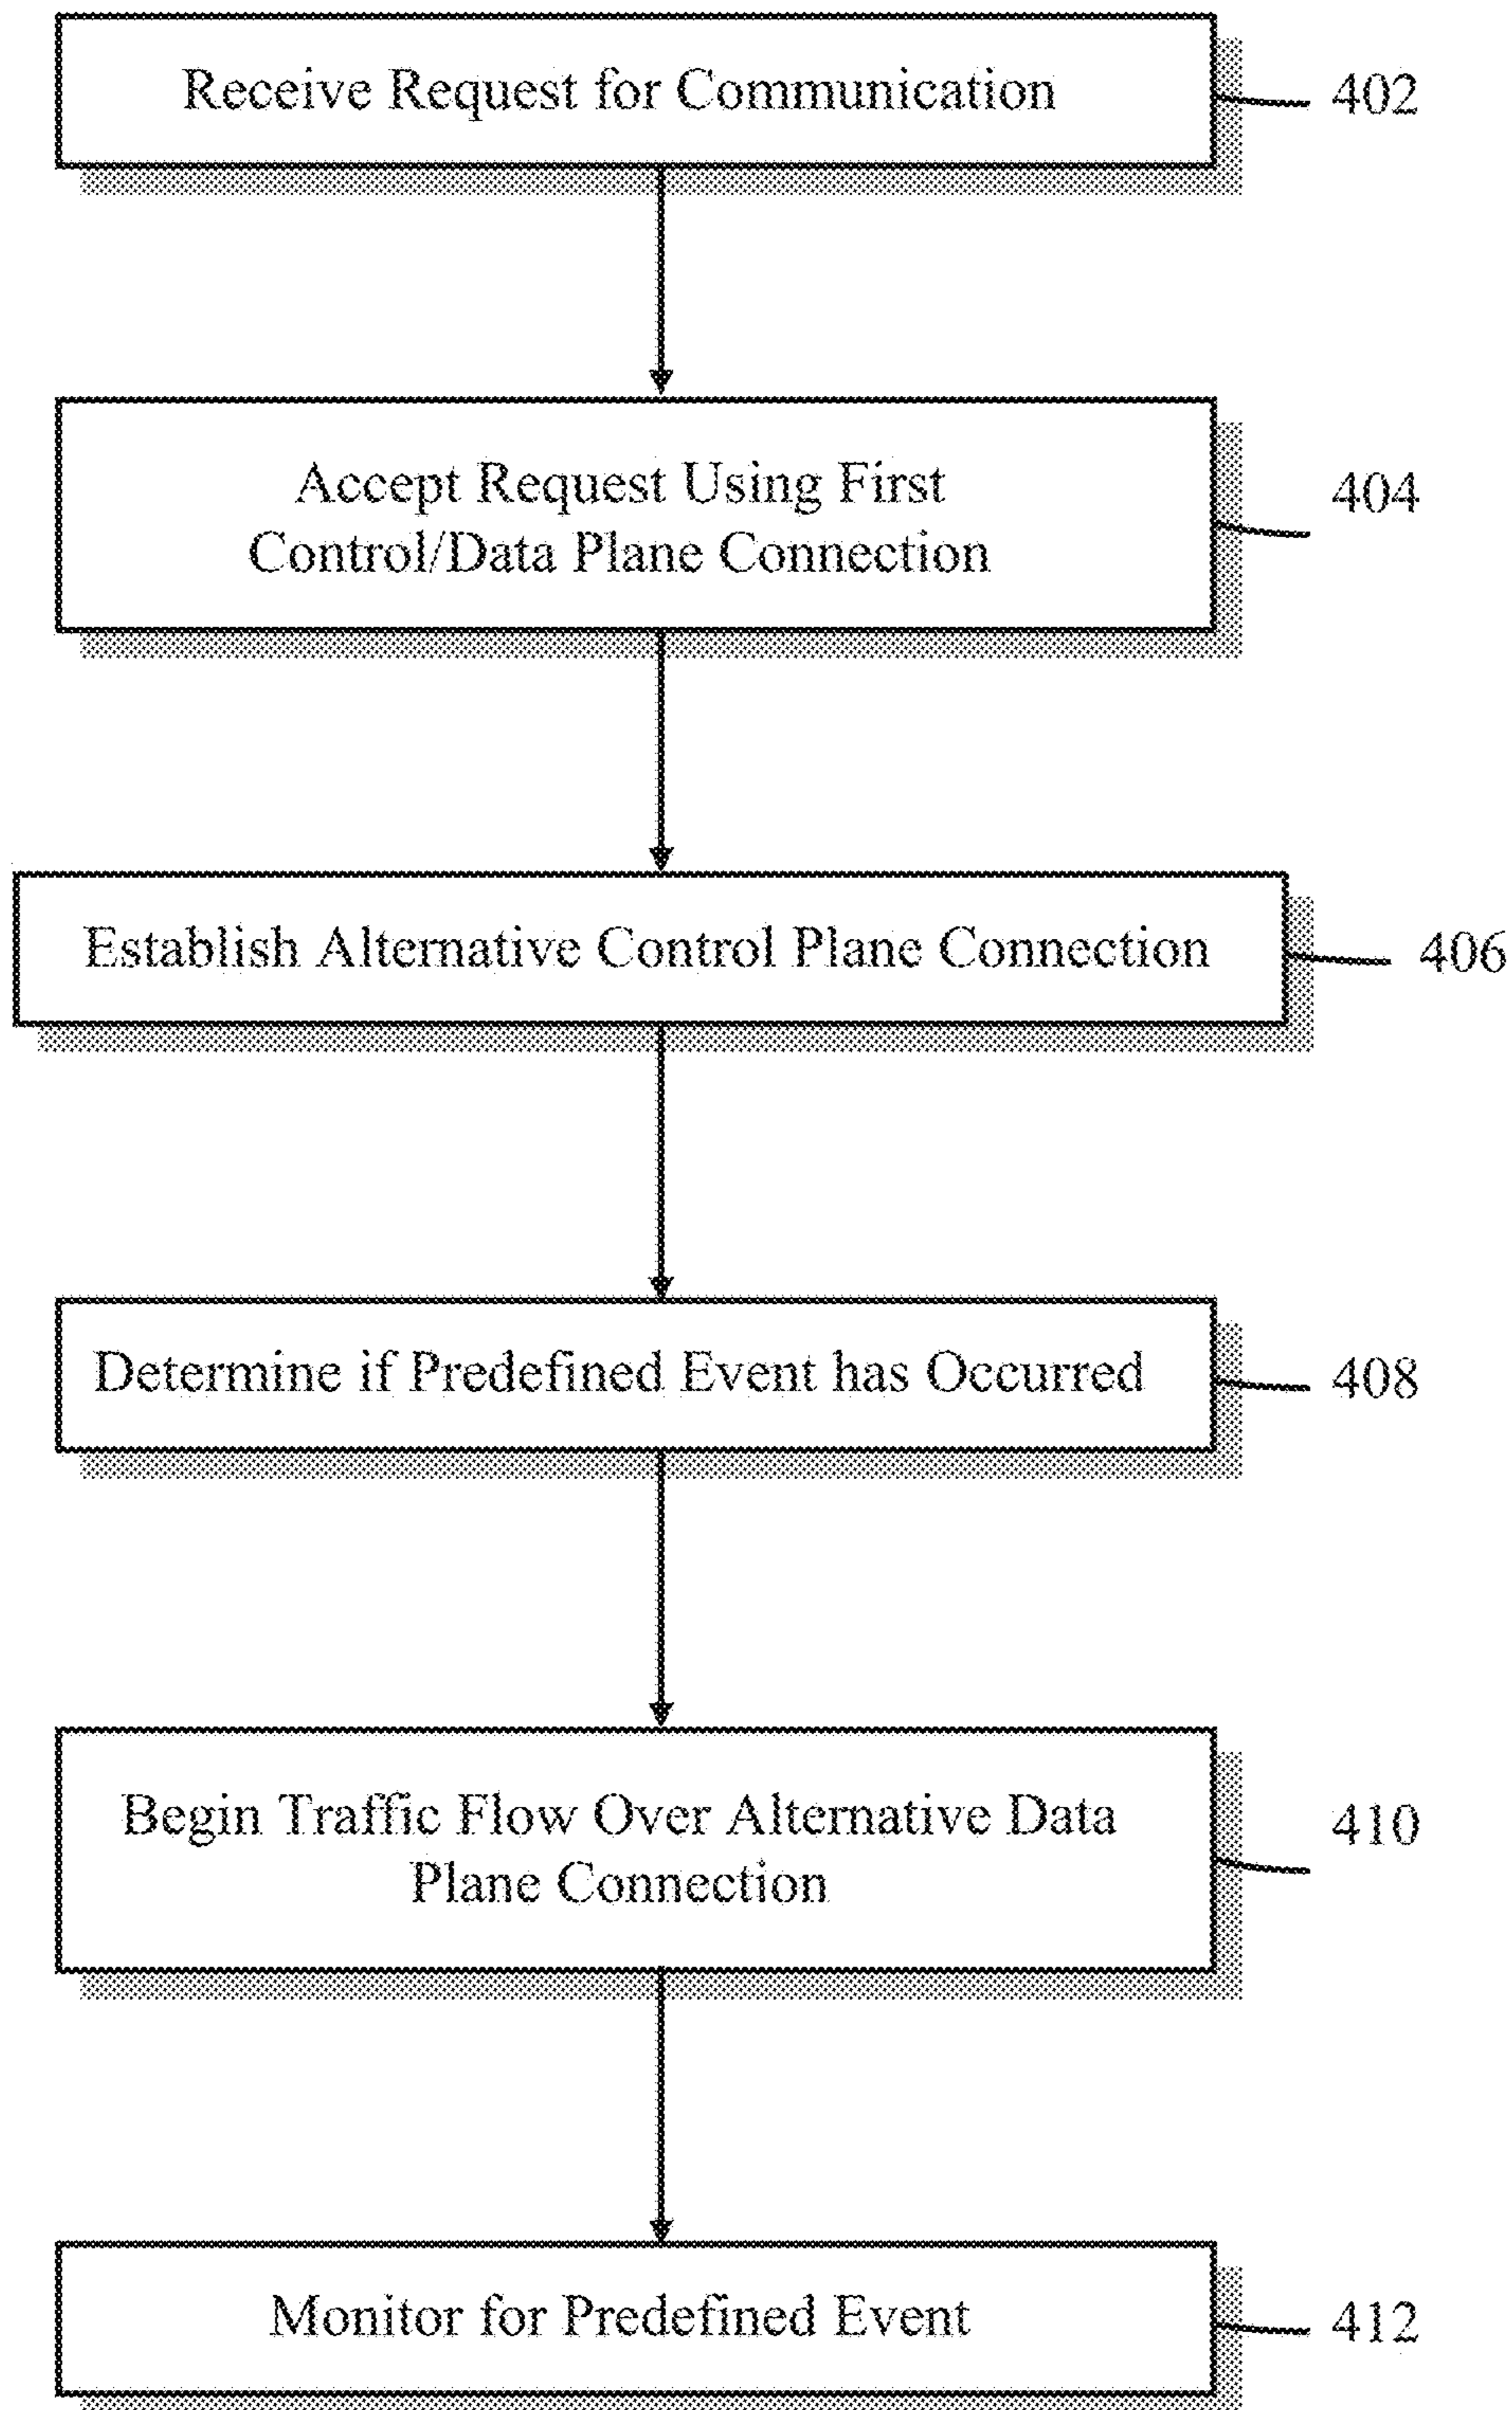 Receive Request for Communication
402
Accept Request Using First
Control/Data Plane Connection
404
Establish Alternative Control Plane Connection
406
Determine if Predefined Event has Occurred
408
Begin Traffic Flow Over Alternative Data
Plane Connection
410
Monitor for Predefined Event
412